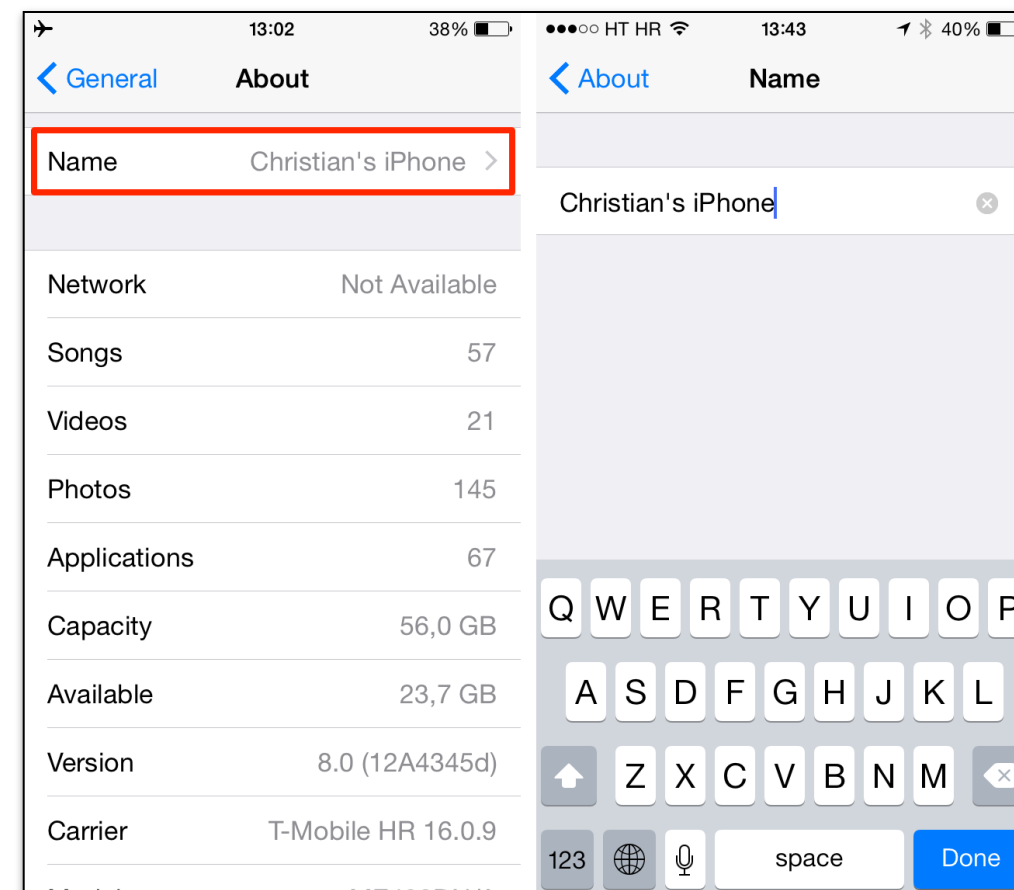 13:02 38%
General About
Name Christian's iPhone
Network Not Available
Songs 57
Videos 21
Photos 145
Applications 67
Capacity 56,0 GB
Available 23,7 GB
Version 8.0 (12A4345d)
Carrier T-Mobile HR 16.0.9
HT HR 13:43 40%
About Name
Christian's iPhone
Q W E R T Y U I O P
A S D F G H J K L
Z X C V B N M
123 space Done